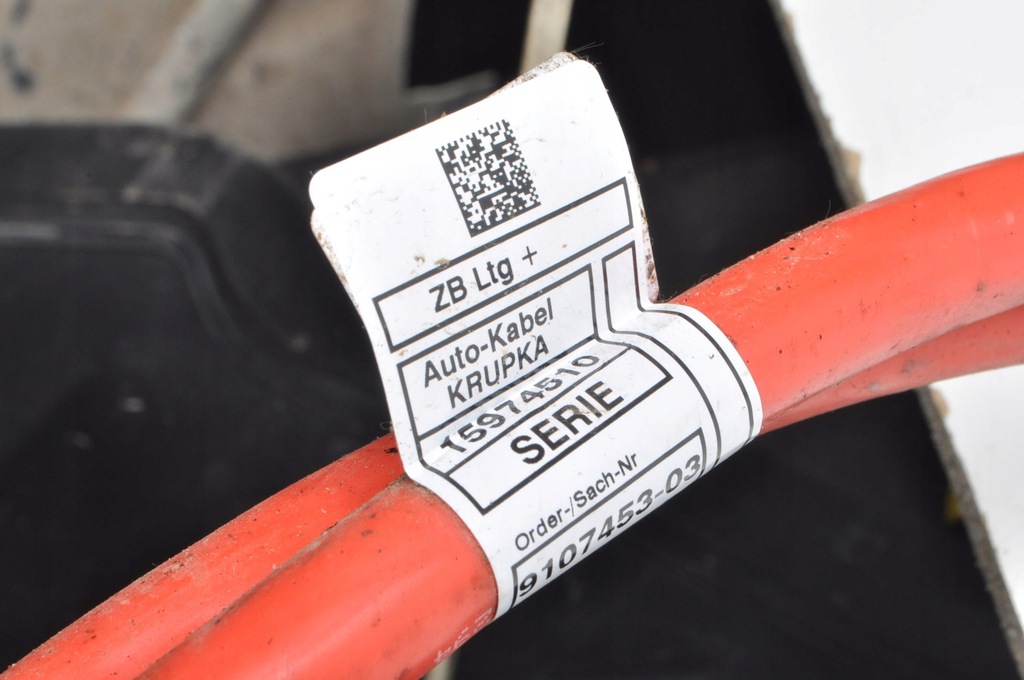 ZB Ltg +
Auto-Kabel
KRUPKA
15974510
SERIE
Order-/Sach-Nr
9107453-03